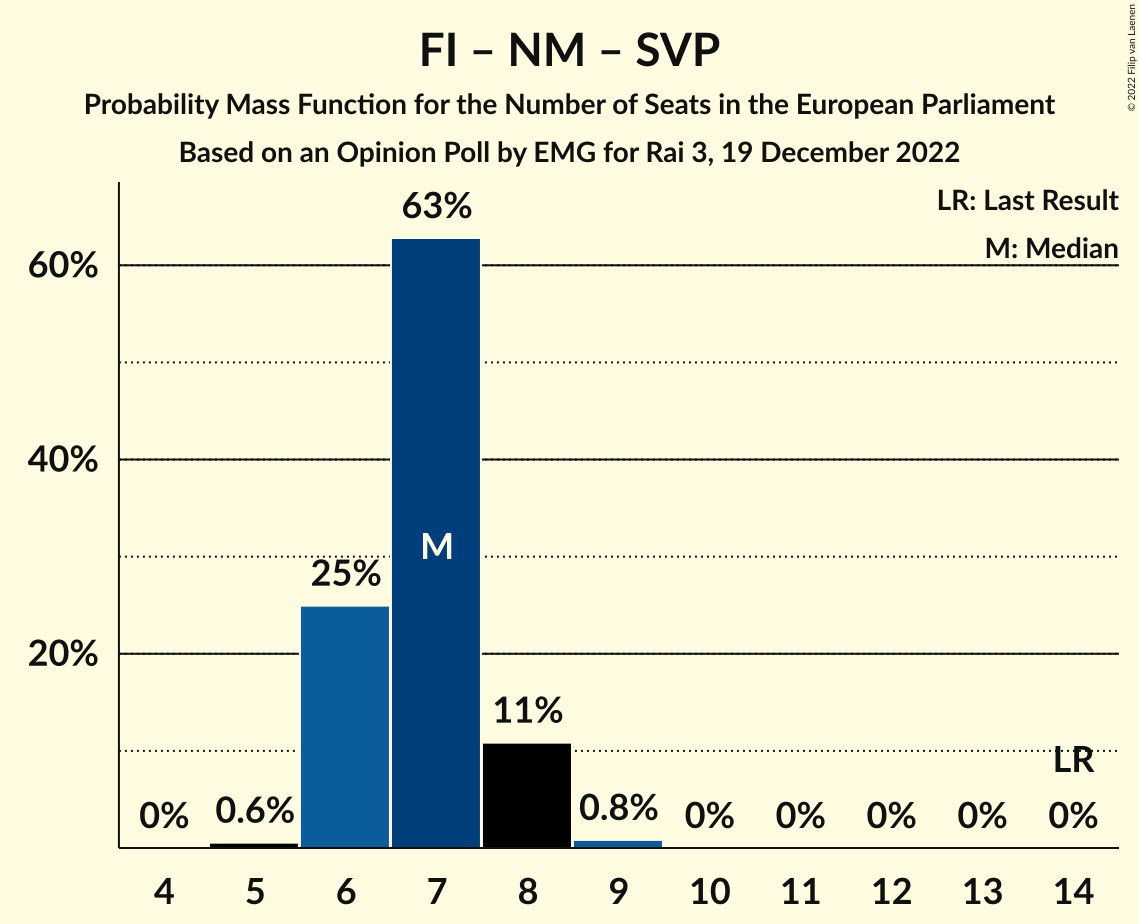 FI – NM – SVP
Probability Mass Function for the Number of Seats in the European Parliament
Based on an Opinion Poll by EMG for Rai 3, 19 December 2022
© 2022 Filip van Laenen
LR: Last Result
M: Median
60%
40%
20%
0%
0.6%
25%
63%
M
11%
0.8%
0%
0%
0%
0%
LR
0%
4 5 6 7 8 9 10 11 12 13 14